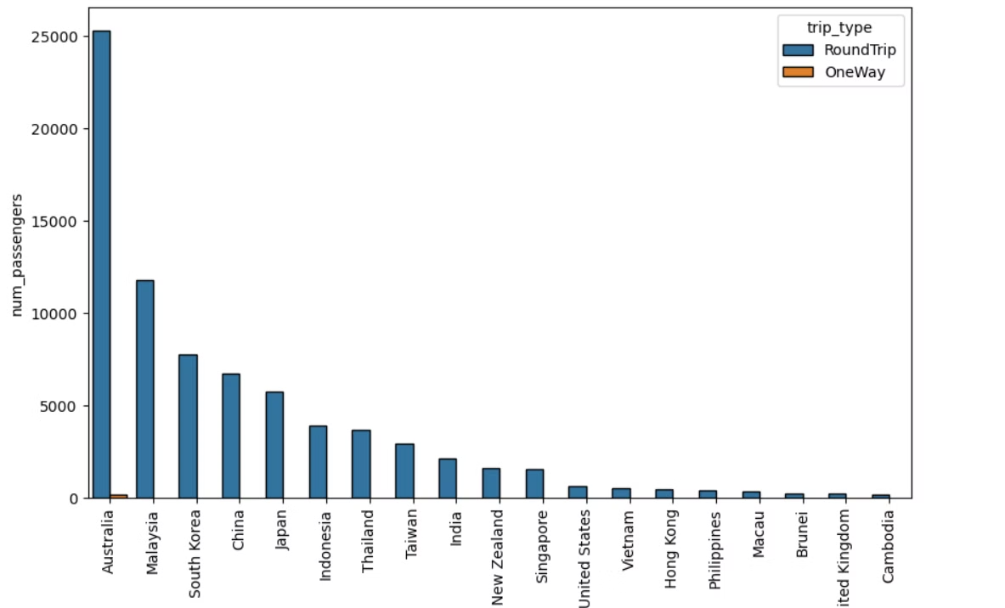 trip_type
RoundTrip
OneWay
num_passengers
25000
20000
15000
10000
5000
0
Australia
Malaysia
South Korea
China
Japan
Indonesia
Thailand
Taiwan
India
New Zealand
Singapore
United States
Vietnam
Hong Kong
Philippines
Macau
Brunei
ited Kingdom
Cambodia